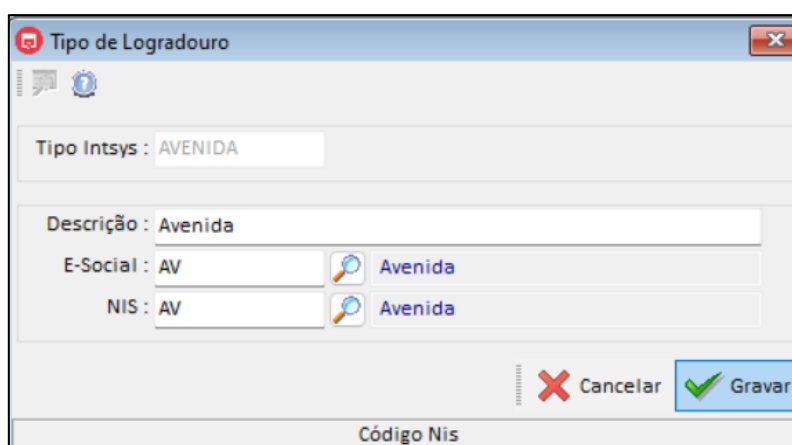 Tipo de Logradouro
Tipo Intsys : AVENIDA
Descrição : Avenida
E-Social : AV Avenida
NIS : AV Avenida
Cancelar Gravar
Código Nis